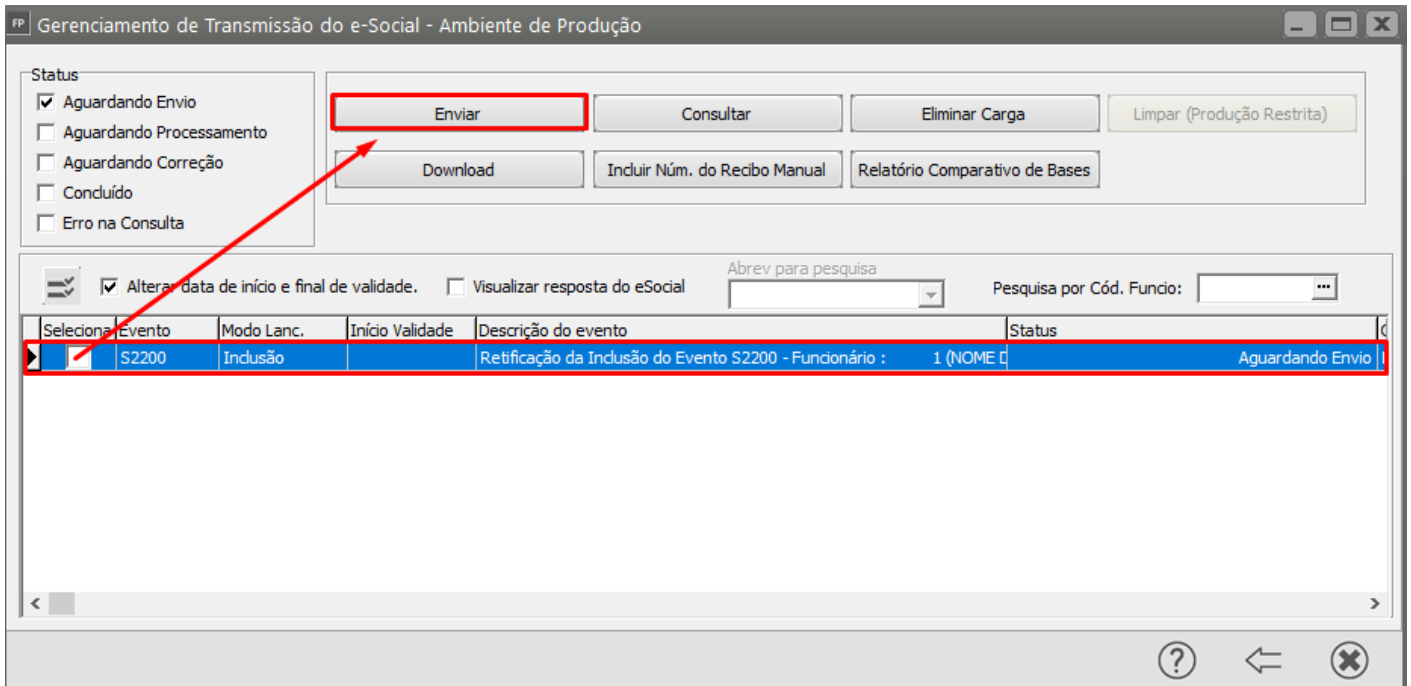 FP Gerenciamento de Transmissão do e-Social - Ambiente de Produção
Status
Aguardando Envio
Aguardando Processamento
Aguardando Correção
Concluído
Erro na Consulta
Enviar Consultar Eliminar Carga Limpar (Produção Restrita)
Download Incluir Núm. do Recibo Manual Relatório Comparativo de Bases
Abrev para pesquisa
Alterar data de início e final de validade. Visualizar resposta do eSocial Pesquisa por Cód. Funcio: ...
Seleciona Evento Modo Lanc. Início Validade Descrição do evento Status
S2200 Inclusão Retificação da Inclusão do Evento S2200 - Funcionário : 1 (NOME D Aguardando Envio
?